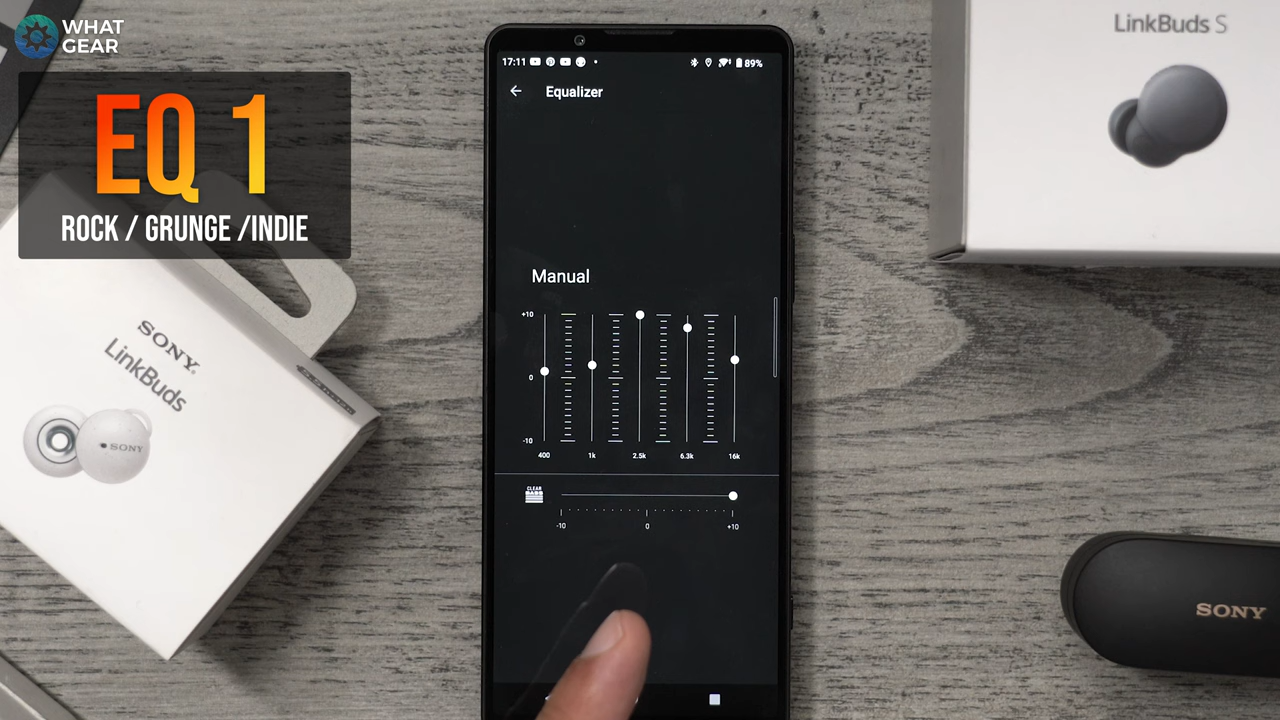 WHAT
GEAR
EQ 1
ROCK / GRUNGE /INDIE
17:11
89%
Equalizer
Manual
+10
0
-10
400
1k
2.5k
6.3k
16k
CLEAR
BASS
-10
0
+10
SONY
LinkBuds
SONY
LinkBuds S
SONY